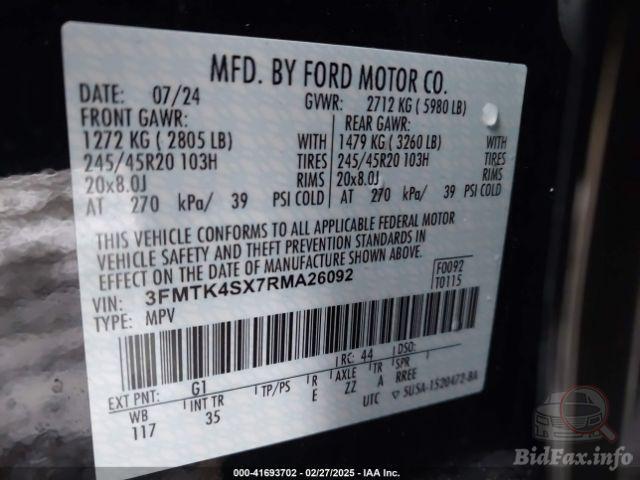 MFD. BY FORD MOTOR CO.
DATE: 07/24 GVWR: 2712 KG ( 5980 LB)
FRONT GAWR: REAR GAWR:
1272 KG ( 2805 LB) WITH 1479 KG ( 3260 LB) WITH
245/45R20 103H TIRES 245/45R20 103H TIRES
20x8.0J RIMS 20x8.0J RIMS
AT 270 kPa/ 39 PSI COLD AT 270 kPa/ 39 PSI COLD
THIS VEHICLE CONFORMS TO ALL APPLICABLE FEDERAL MOTOR
VEHICLE SAFETY AND THEFT PREVENTION STANDARDS IN
EFFECT ON THE DATE OF MANUFACTURE SHOWN ABOVE.
VIN: 3FMTK4SX7RMA26092
TYPE: MPV
F0092
T0115
EXT PNT: G1 RC: 44 DSO:
WB INT TR TP/PS R AXLE TR SPR
117 35 E ZZ A RREE
UTC SU5A-1520472-BA
(000-41693702 - 02/27/2025 - IAA Inc.)
BidFax.info